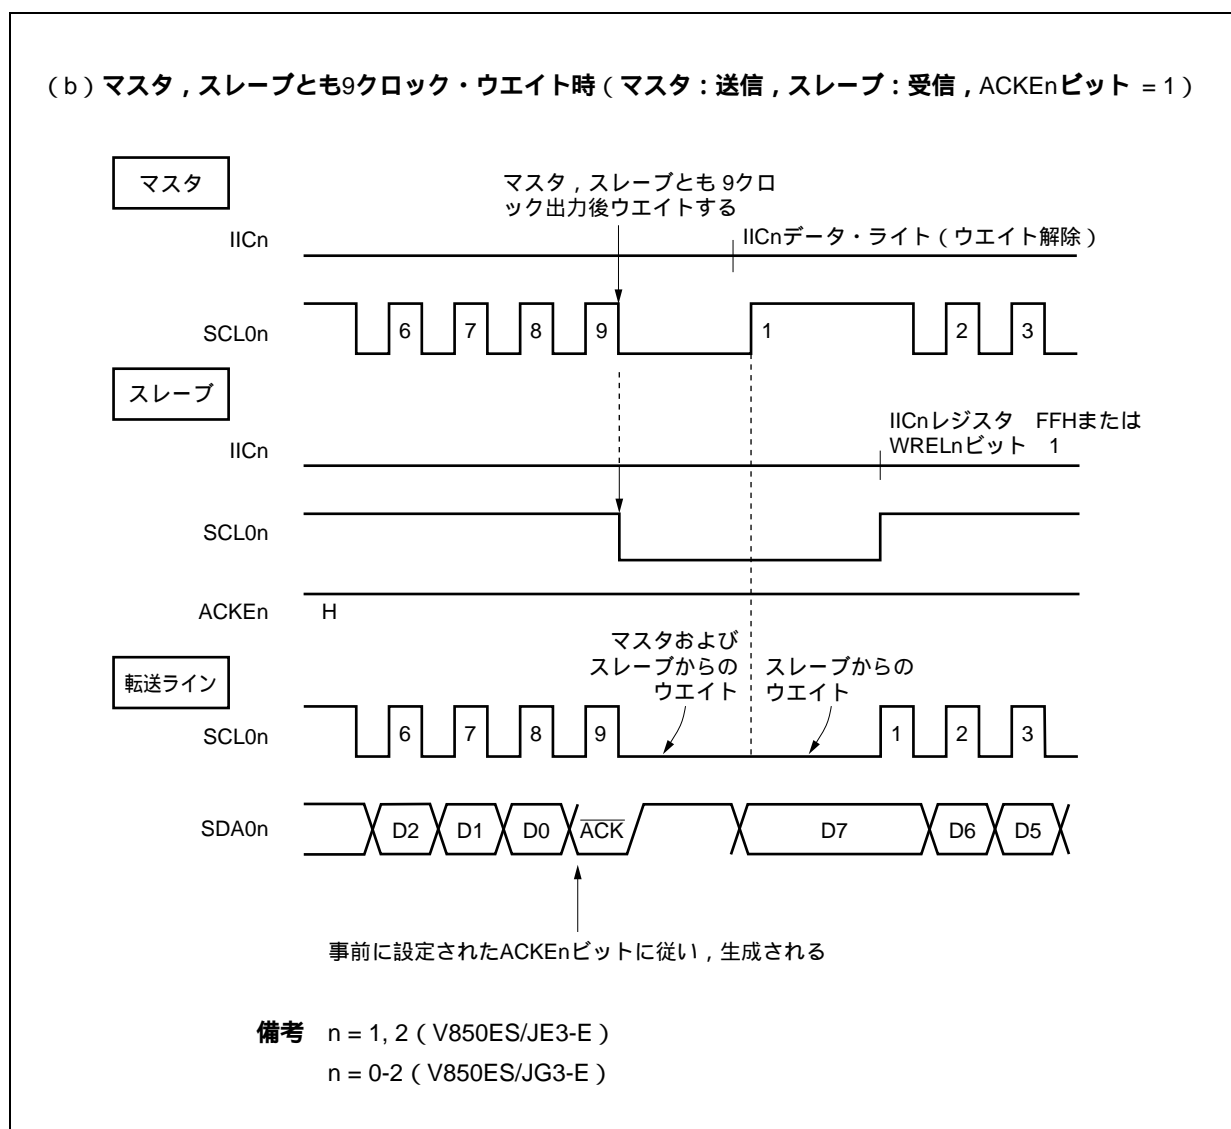 （b）マスタ，スレーブとも9クロック・ウエイト時（マスタ：送信，スレーブ：受信，ACKEnビット = 1）
マスタ
マスタ，スレーブとも 9クロ
ック出力後ウエイトする
IICn
IICnデータ・ライト（ウエイト解除）
SCL0n
6 7 8 9 1 2 3
スレーブ
IICnレジスタ　FFHまたは
WRELnビット　1
IICn
SCL0n
ACKEn H
マスタおよび
スレーブからの
ウエイト
スレーブからの
ウエイト
転送ライン
SCL0n
6 7 8 9 1 2 3
SDA0n
D2 D1 D0 ACK D7 D6 D5
事前に設定されたACKEnビットに従い，生成される
備考　n = 1, 2（V850ES/JE3-E）
n = 0-2（V850ES/JG3-E）